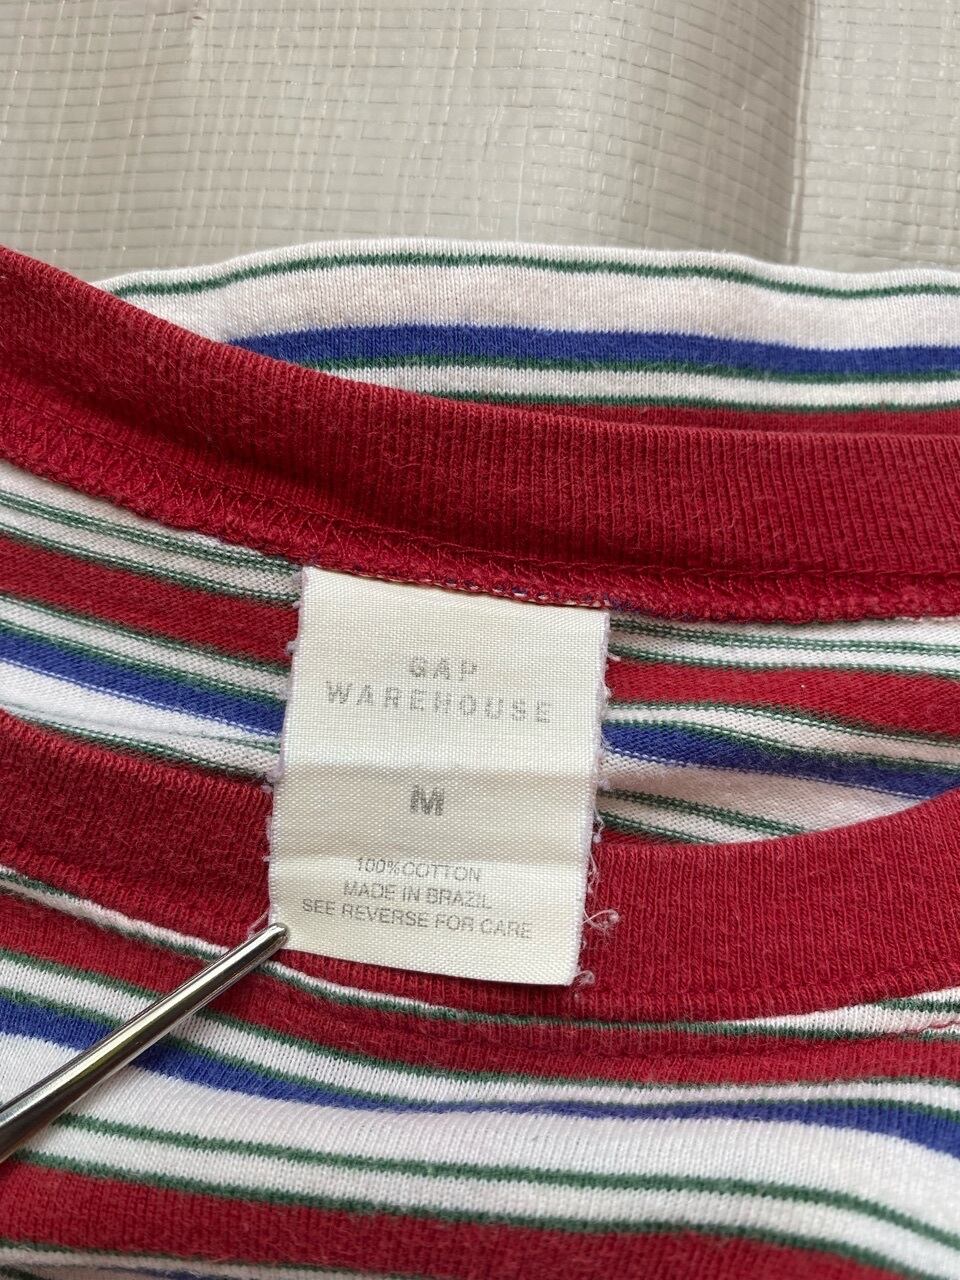 GAP
WAREHOUSE
M
100%COTTON
MADE IN BRAZIL
SEE REVERSE FOR CARE